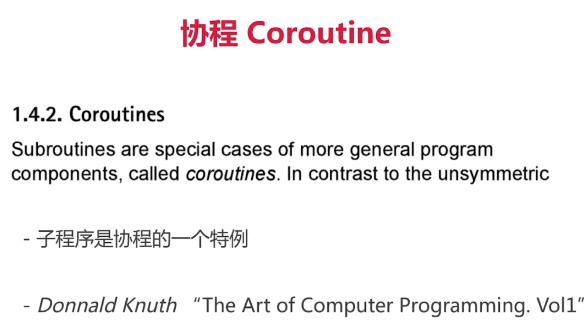 协程 Coroutine
1.4.2. Coroutines
Subroutines are special cases of more general program
components, called coroutines. In contrast to the unsymmetric
- 子程序是协程的一个特例
- Donnald Knuth “The Art of Computer Programming. Vol1”